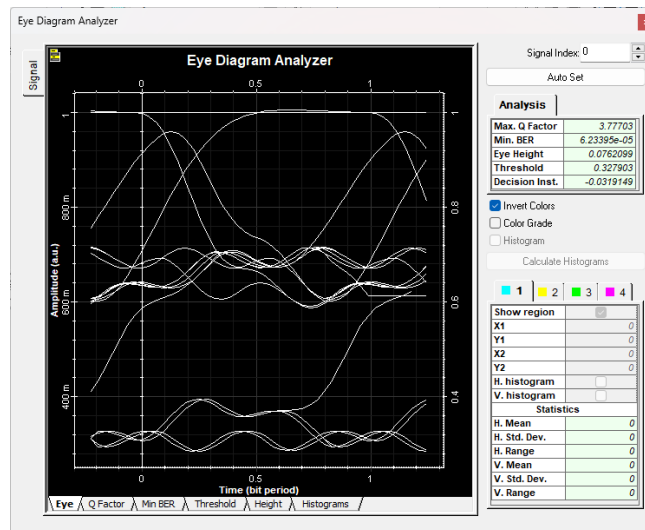 Eye Diagram Analyzer
Signal Index: 0
Auto Set
Signal
Eye Diagram Analyzer
0 0.5 1
Analysis
Max. Q Factor 3.77703
Min. BER 6.23395e-05
Eye Height 0.0762099
Threshold 0.327903
Decision Inst. -0.0319149
Invert Colors
Color Grade
Histogram
Calculate Histograms
Amplitude (a.u.)
1 1
800 m 0.8
600 m 0.6
400 m 0.4
1 2 3 4
Show region
X1 0
Y1 0
X2 0
Y2 0
H. histogram
V. histogram
Statistics
H. Mean 0
H. Std. Dev. 0
H. Range 0
V. Mean 0
V. Std. Dev. 0
V. Range 0
0 0.5 1
Time (bit period)
Eye Q Factor Min BER Threshold Height Histograms